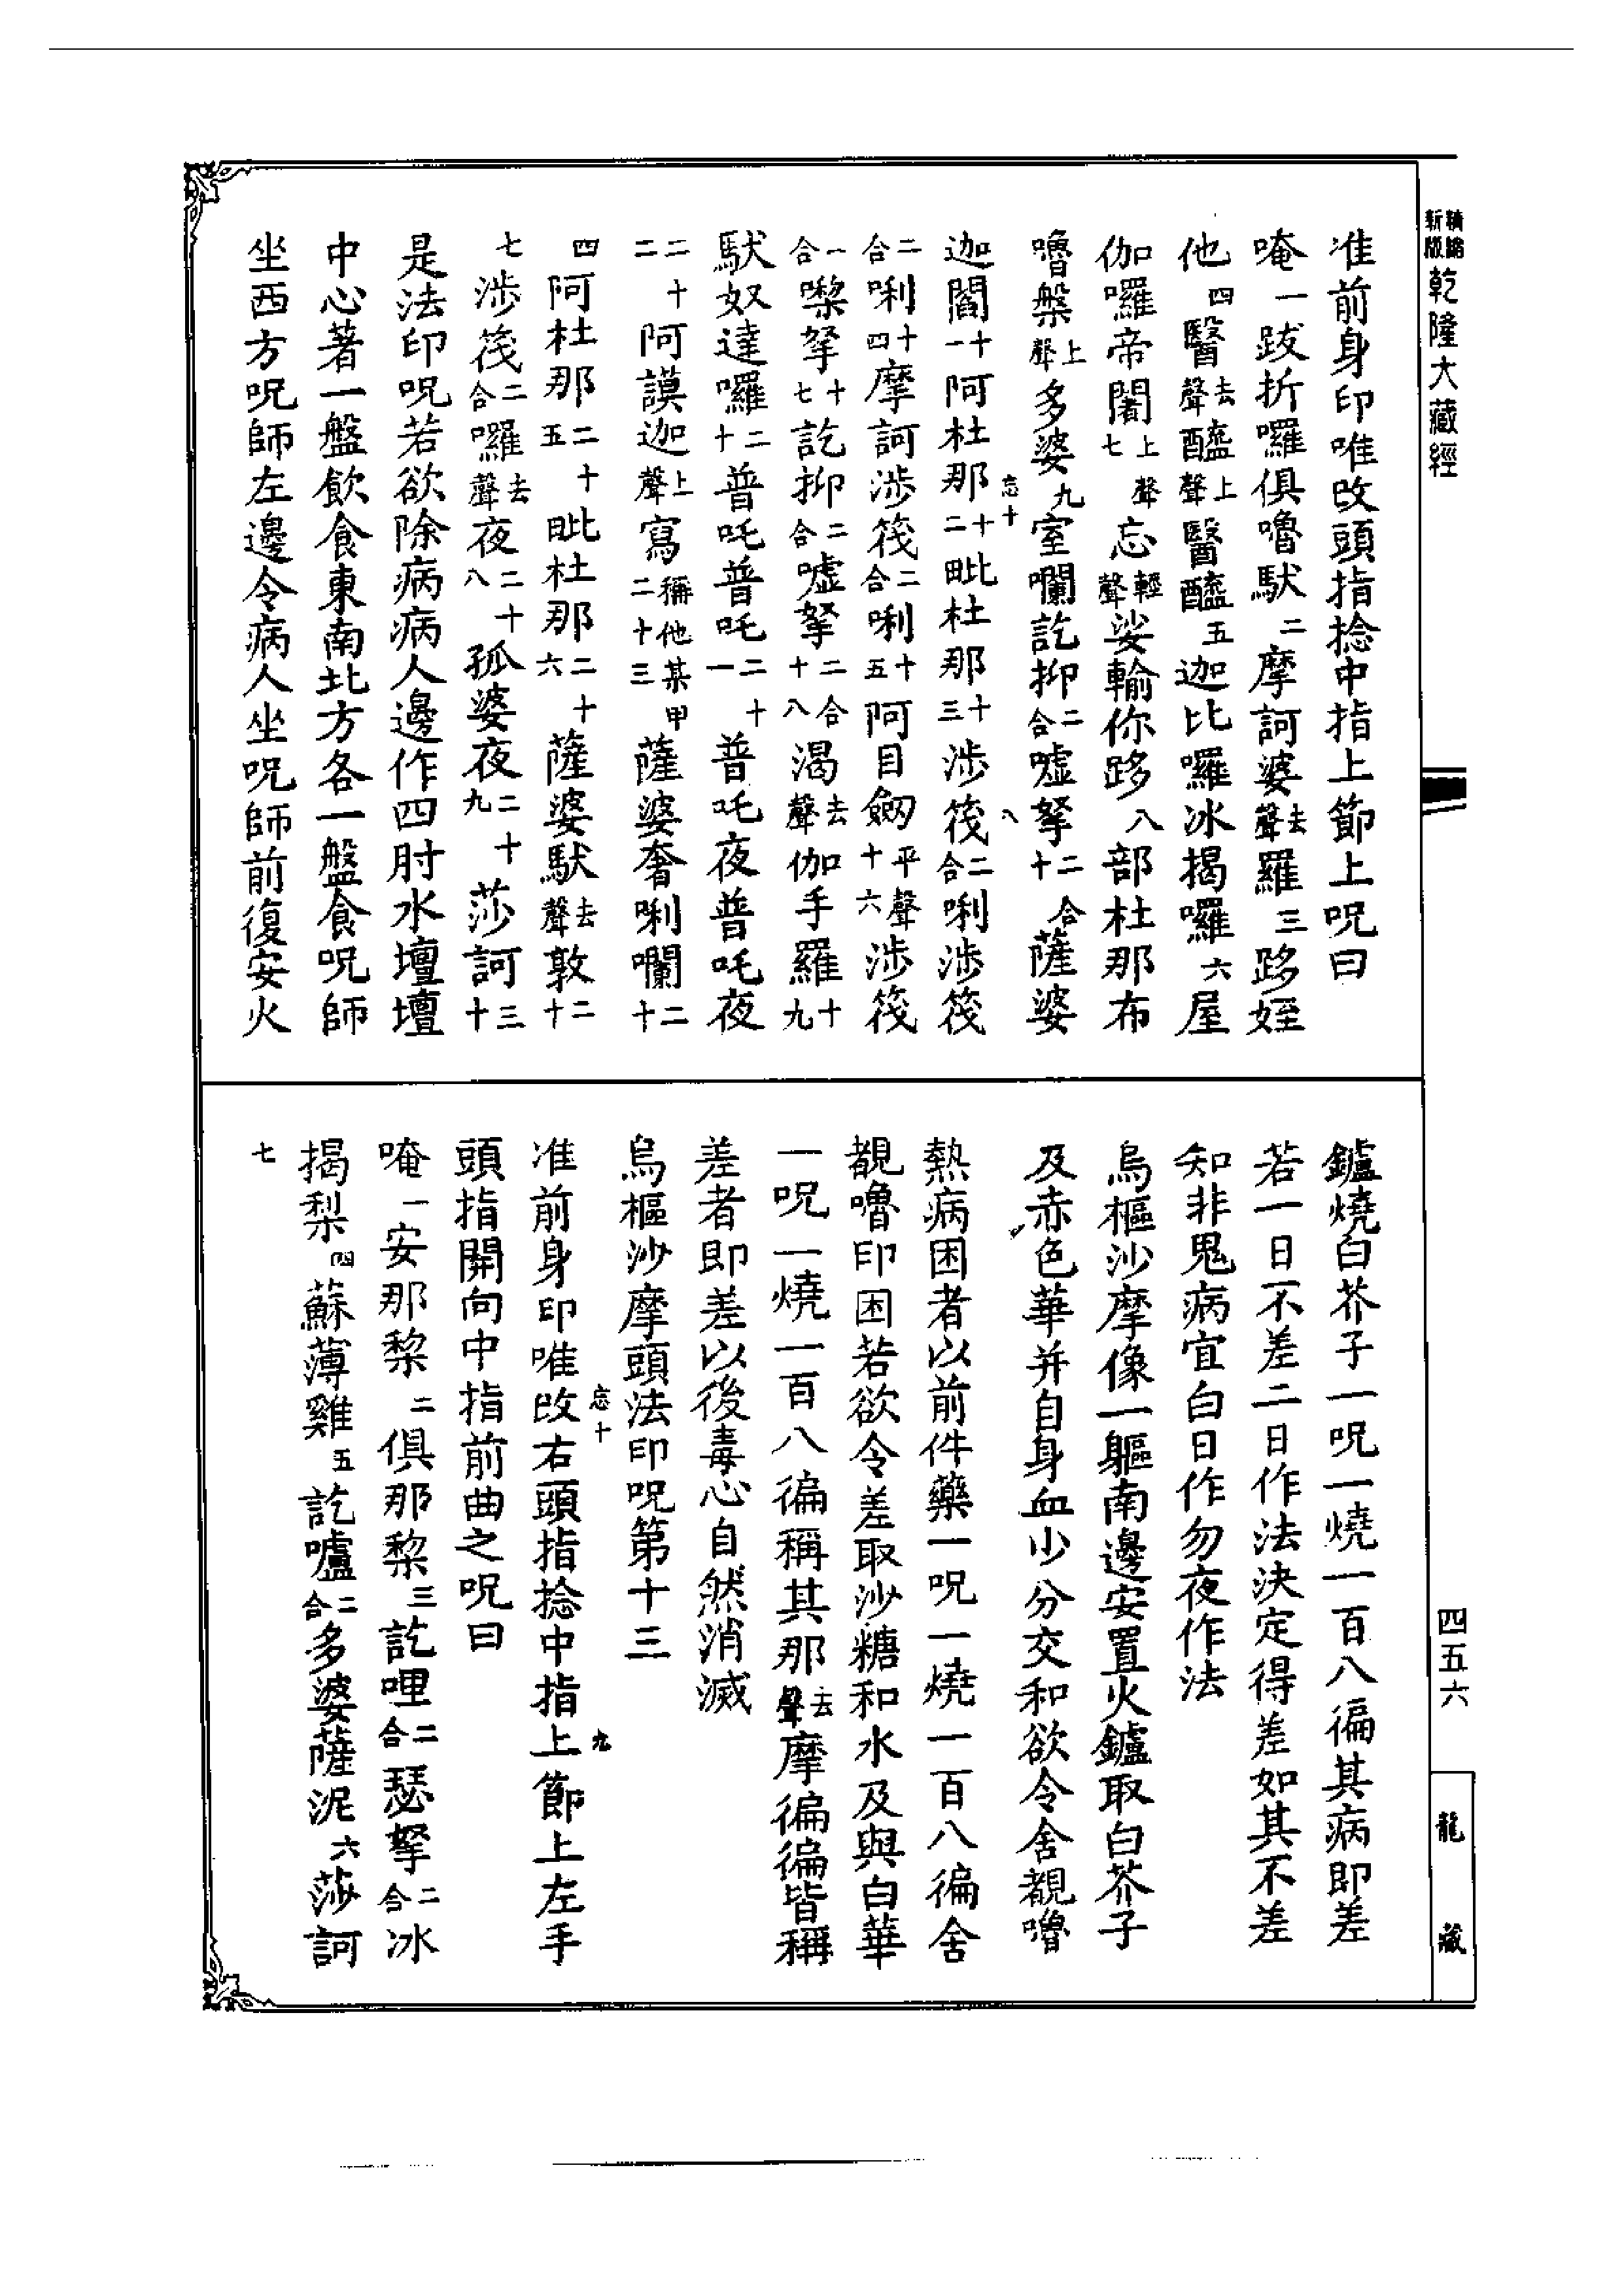 新版精縮乾隆大藏經
准前身印唯改頭指捻中指上節上呪曰
唵一跋折囉俱嚕馱二摩訶婆去聲羅三跢姪
他四醫去聲醯上聲醫醯五迦比囉冰揭囉六屋
伽囉帝闍上聲七忘輕聲娑輸你跢八部杜那布
嚕槃上聲多婆九室囒訖抑二合嘘拏二合十薩婆
迦闇十一阿杜那十二毗杜那十三涉筏二合唎涉筏
二合唎十四摩訶涉筏二合唎十五阿目劒平聲十六涉筏
一合㗚拏十七訖抑二合嘘拏二合十八渴去聲伽手羅十九
馱奴達囉二十普吒普吒二十一普吒夜普吒夜
二十二阿謨迦上聲寫稱他某甲二十三薩婆奢唎囒二十
四阿杜那二十五毗杜那二十六薩婆馱去聲敦二十
七涉筏二合囉去聲夜二十八孤婆夜二十九莎訶三十
是法印呪若欲除病病人邊作四肘水壇壇
中心著一盤飲食東南北方各一盤食呪師
坐西方呪師左邊令病人坐呪師前復安火
四五六
龍藏
鑪燒白芥子一呪一燒一百八徧其病即差
若一日不差二日作法決定得差如其不差
知非鬼病宜白日作勿夜作法
烏樞沙摩像一軀南邊安置火鑪取白芥子
及赤色華并自身血少分交和欲令舍覩嚕
熱病困者以前件藥一呪一燒一百八徧舍
覩嚕印困若欲令差取沙糖和水及與白華
一呪一燒一百八徧稱其那去聲摩徧徧皆稱
差者即差以後毒心自然消滅
烏樞沙摩頭法印呪第十三
准前身印唯改右頭指捻中指上節上左手
頭指開向中指前曲之呪曰
唵一安那黎二俱那黎三訖哩二合瑟拏二合冰
揭梨四蘇薄雞五訖嚧二合多婆薩泥六莎訶
七